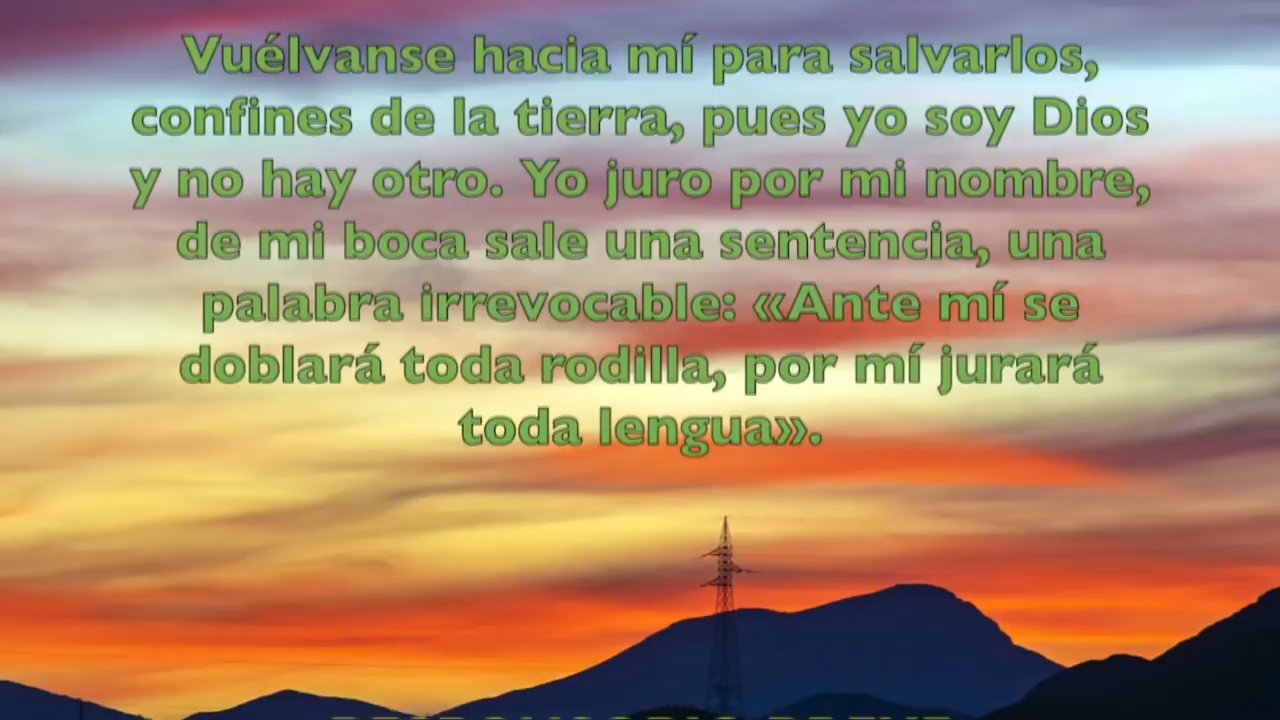 Vuélvanse hacia mí para salvarlos,
confines de la tierra, pues yo soy Dios
y no hay otro. Yo juro por mi nombre,
de mi boca sale una sentencia, una
palabra irrevocable: «Ante mí se
doblará toda rodilla, por mí jurará
toda lengua».